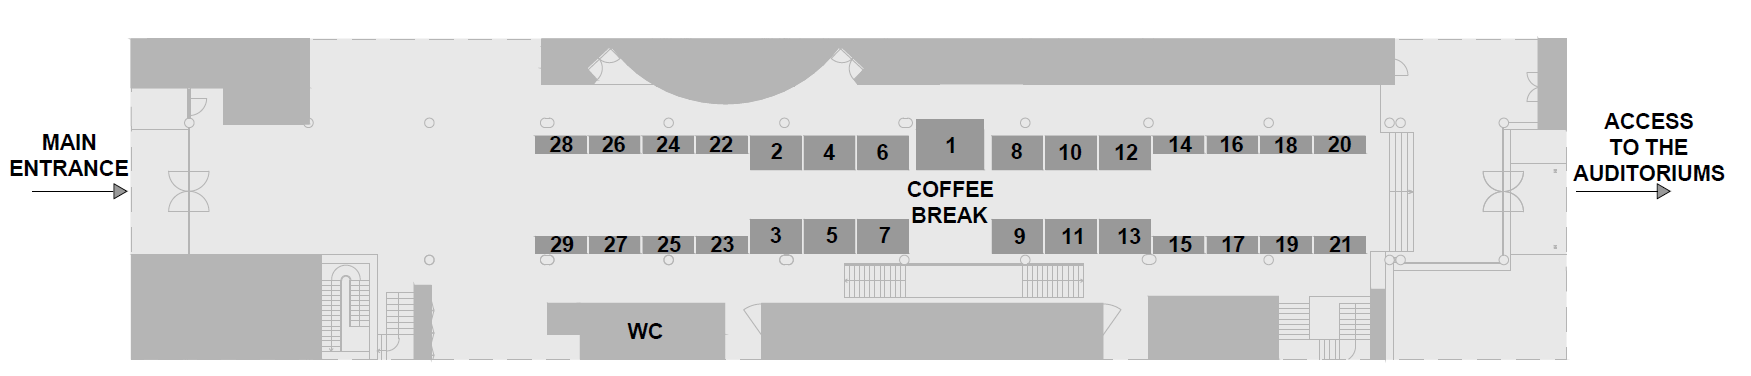 MAIN
ENTRANCE
28 26 24 22 2 4 6 1 8 10 12 14 16 18 20
COFFEE
BREAK
29 27 25 23 3 5 7 9 11 13 15 17 19 21
WC
ACCESS
TO THE
AUDITORIUMS